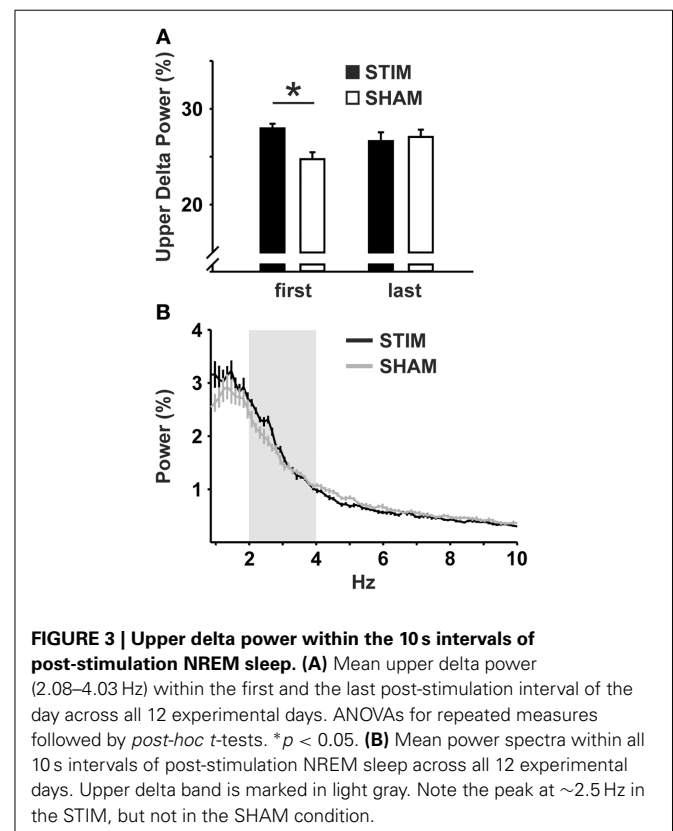 A
Upper Delta Power (%)
STIM
SHAM
*
30
20
first
last
B
Power (%)
STIM
SHAM
4
3
2
1
2
4
6
8
10
Hz
FIGURE 3 | Upper delta power within the 10 s intervals of
post-stimulation NREM sleep. (A) Mean upper delta power
(2.08–4.03 Hz) within the first and the last post-stimulation interval of the
day across all 12 experimental days. ANOVAs for repeated measures
followed by post-hoc t-tests. *p < 0.05. (B) Mean power spectra within all
10 s intervals of post-stimulation NREM sleep across all 12 experimental
days. Upper delta band is marked in light gray. Note the peak at ~2.5 Hz in
the STIM, but not in the SHAM condition.